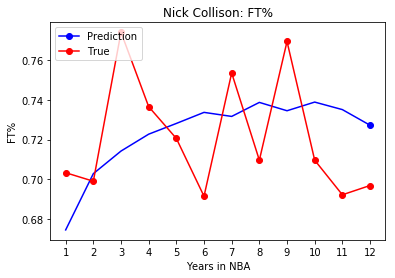 Nick Collison: FT%
Prediction
True
FT%
0.76
0.74
0.72
0.70
0.68
1 2 3 4 5 6 7 8 9 10 11 12
Years in NBA